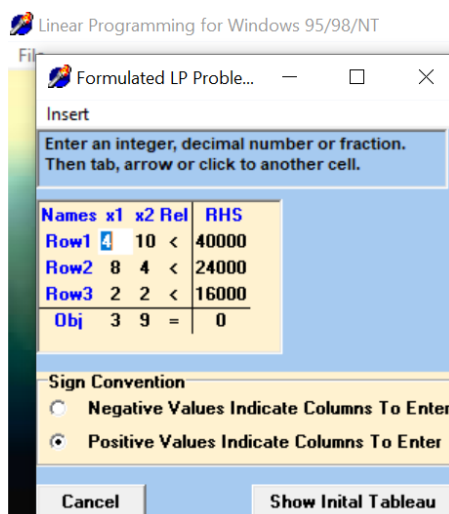 Linear Programming for Windows 95/98/NT
File
Formulated LP Proble...
Insert
Enter an integer, decimal number or fraction.
Then tab, arrow or click to another cell.
Names x1 x2 Rel RHS
Row1 4 10 < 40000
Row2 8 4 < 24000
Row3 2 2 < 16000
Obj 3 9 = 0
Sign Convention
Negative Values Indicate Columns To Enter
Positive Values Indicate Columns To Enter
Cancel Show Inital Tableau